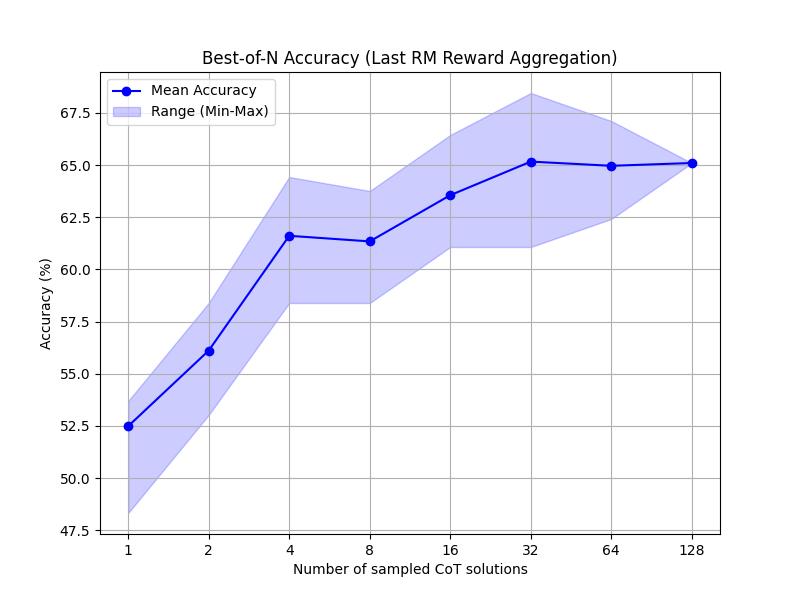 Best-of-N Accuracy (Last RM Reward Aggregation)
Mean Accuracy
Range (Min-Max)
67.5
65.0
62.5
60.0
57.5
55.0
52.5
50.0
47.5
Accuracy (%)
1 2 4 8 16 32 64 128
Number of sampled CoT solutions